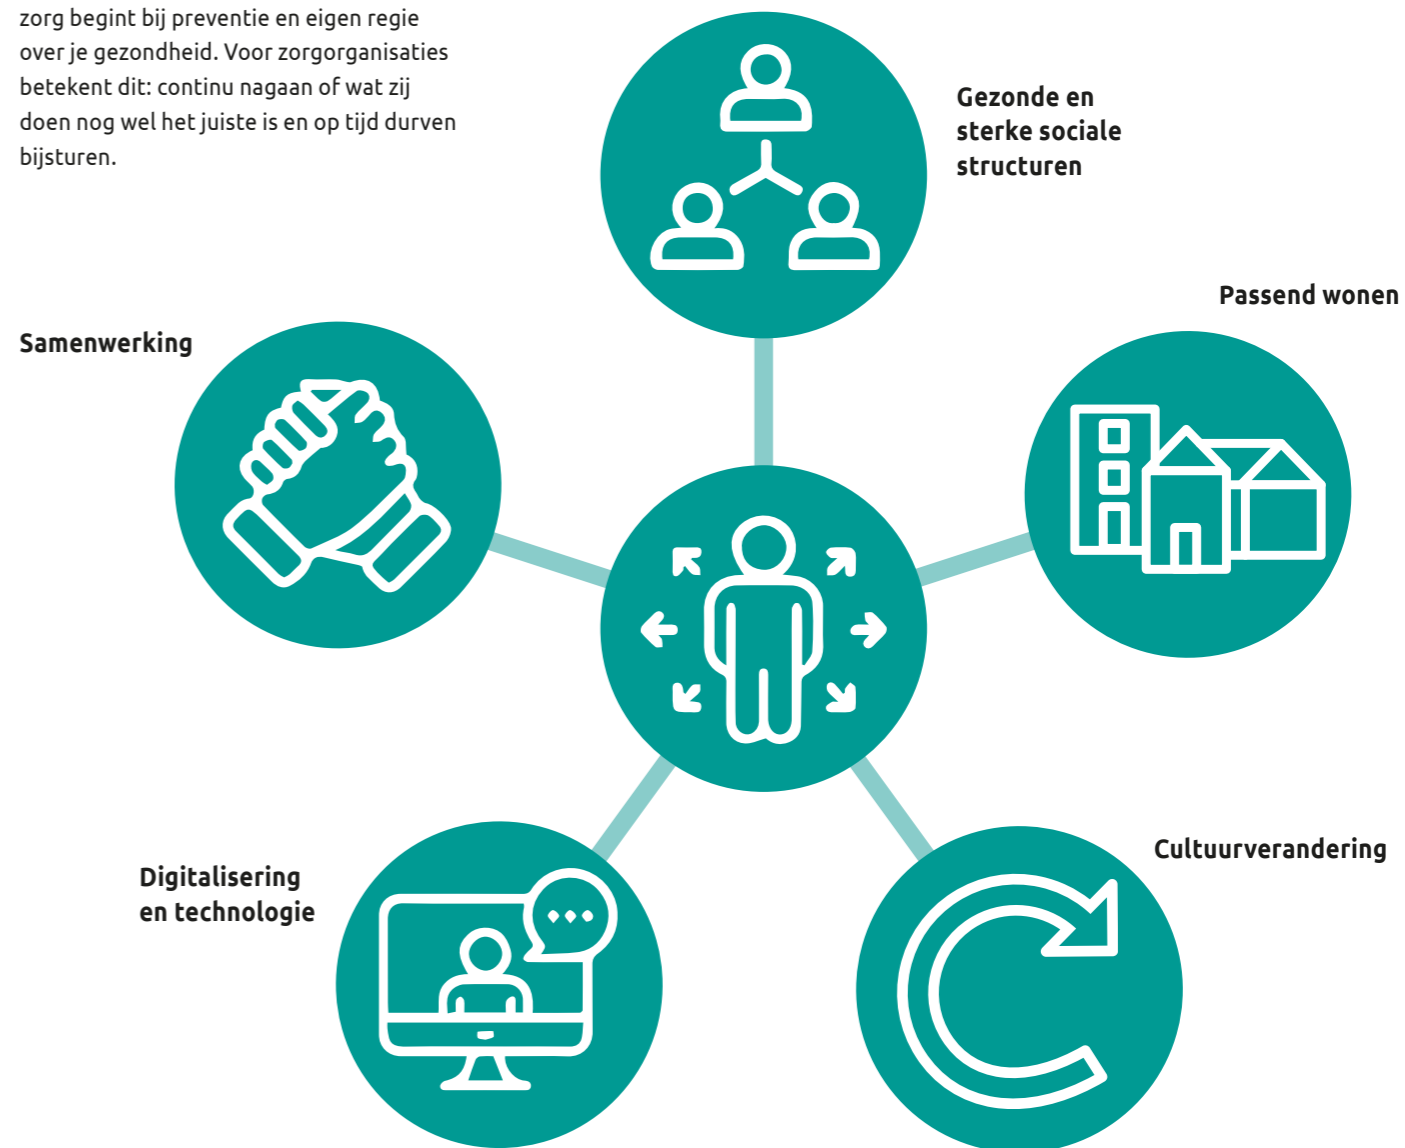 zorg begint bij preventie en eigen regie
over je gezondheid. Voor zorgorganisaties
betekent dit: continu nagaan of wat zij
doen nog wel het juiste is en op tijd durven
bijsturen.
Gezonde en
sterke sociale
structuren
Passend wonen
Samenwerking
Cultuurverandering
Digitalisering
en technologie